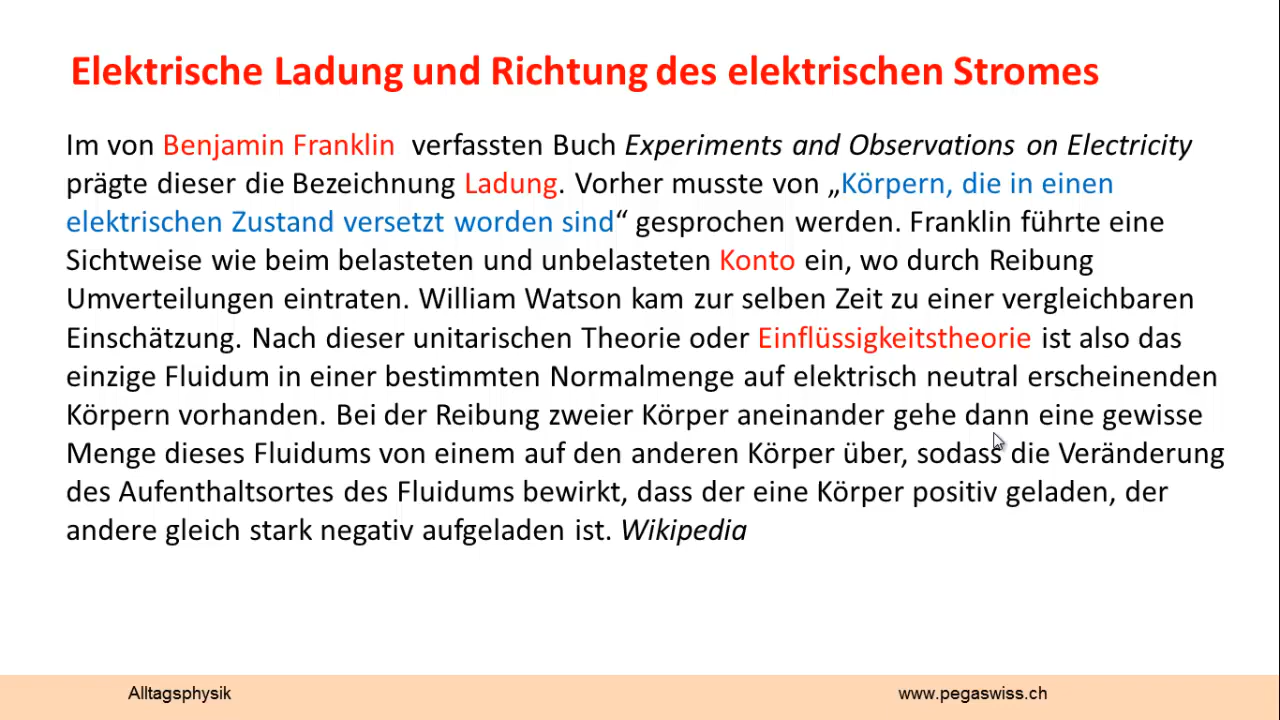 Elektrische Ladung und Richtung des elektrischen Stromes
Im von Benjamin Franklin verfassten Buch Experiments and Observations on Electricity
prägte dieser die Bezeichnung Ladung. Vorher musste von „Körpern, die in einen
elektrischen Zustand versetzt worden sind“ gesprochen werden. Franklin führte eine
Sichtweise wie beim belasteten und unbelasteten Konto ein, wo durch Reibung
Umverteilungen eintraten. William Watson kam zur selben Zeit zu einer vergleichbaren
Einschätzung. Nach dieser unitarischen Theorie oder Einflüssigkeitstheorie ist also das
einzige Fluidum in einer bestimmten Normalmenge auf elektrisch neutral erscheinenden
Körpern vorhanden. Bei der Reibung zweier Körper aneinander gehe dann eine gewisse
Menge dieses Fluidums von einem auf den anderen Körper über, sodass die Veränderung
des Aufenthaltsortes des Fluidums bewirkt, dass der eine Körper positiv geladen, der
andere gleich stark negativ aufgeladen ist. Wikipedia
Alltagsphysik
www.pegaswiss.ch